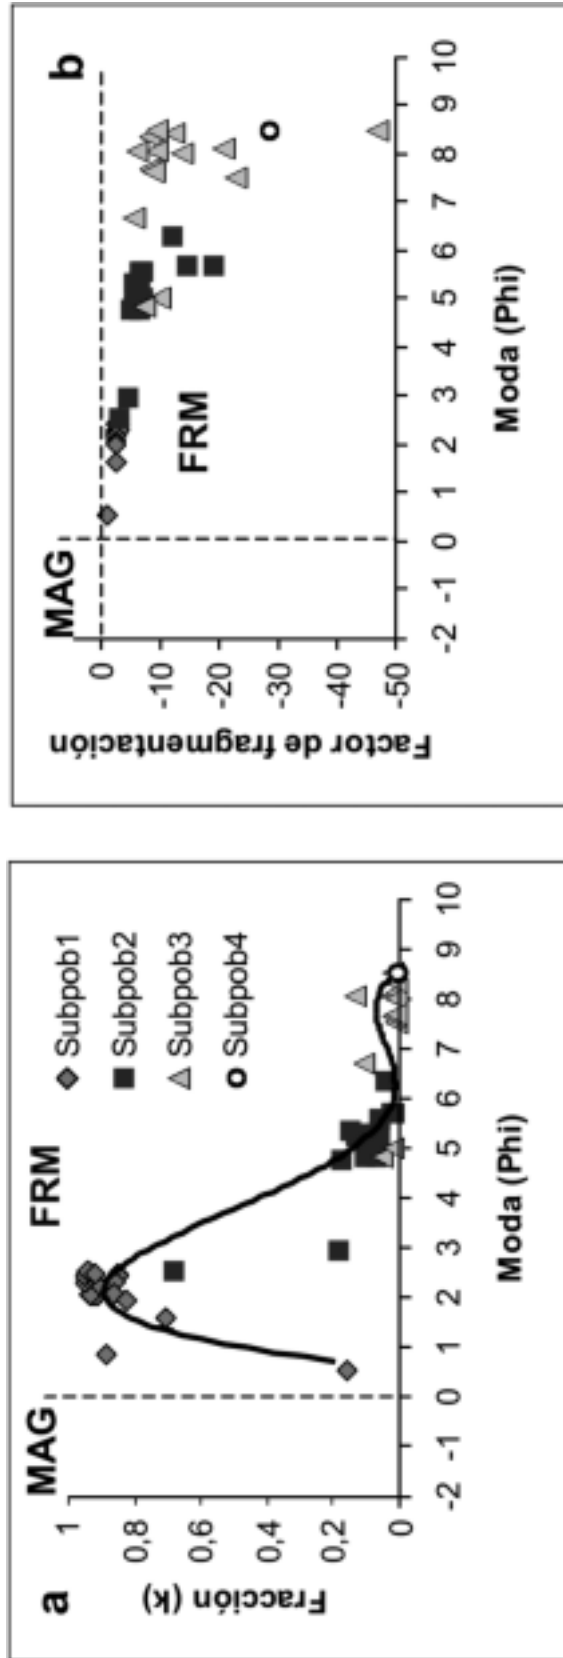 a
MAG
FRM
Subpob1
Subpob2
Subpob3
Subpob4
Fracción (k)
1
0,8
0,6
0,4
0,2
0
-2 -1 0 1 2 3 4 5 6 7 8 9 10
Moda (Phi)
b
MAG
FRM
Factor de fragmentación
0
-10
-20
-30
-40
-50
-2 -1 0 1 2 3 4 5 6 7 8 9 10
Moda (Phi)